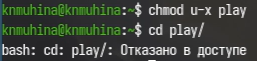 knmuhina@knmuhina:~$ chmod u-x play
knmuhina@knmuhina:~$ cd play/
bash: cd: play/: Отказано в доступе